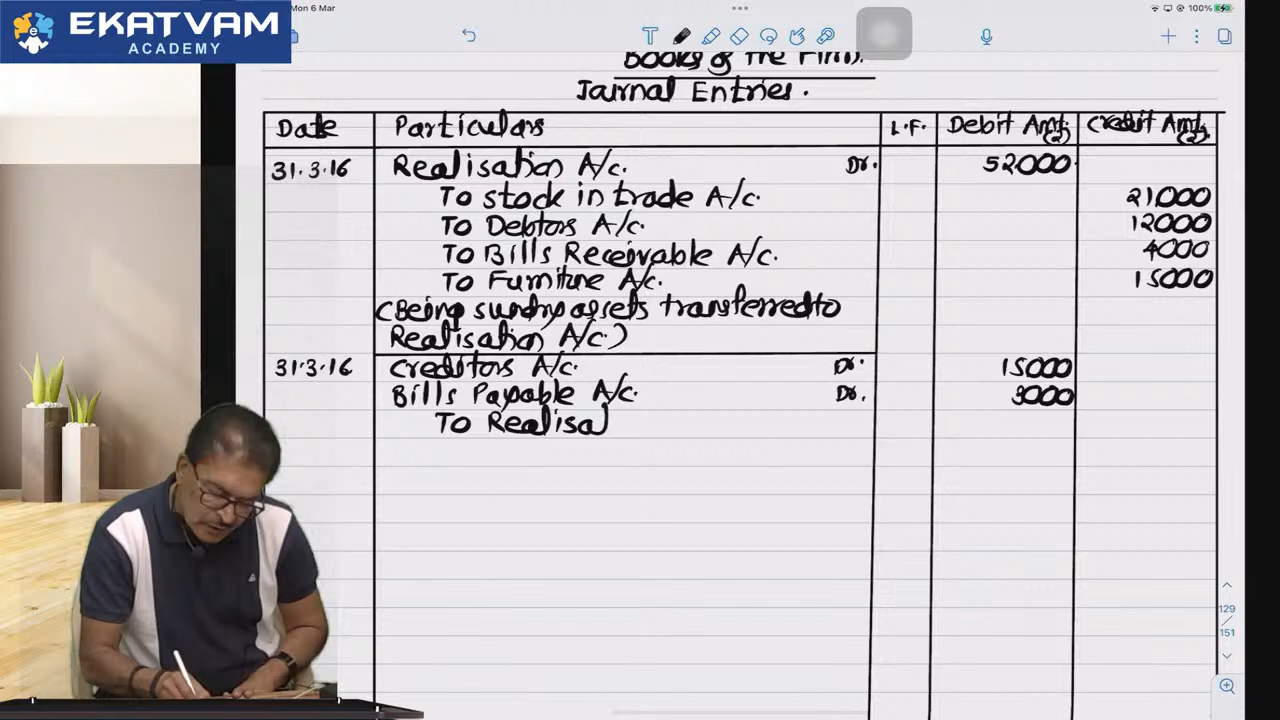 EKATVAM
ACADEMY
Mon 6 Mar
100%
Books of the Firm.
Journal Entries.
Date Particulars L.F. Debit Amt. (₹) Credit Amt. (₹)
31.3.16 Realisation A/c. Dr. 52000
To stock in trade A/c. 21000
To Debtors A/c. 12000
To Bills Receivable A/c. 4000
To Furniture A/c. 15000
(Being sundry assets transferred to
Realisation A/c.)
31.3.16 Creditors A/c. Dr. 15000
Bills Payable A/c. Dr. 3000
To Realisa
129
/
151